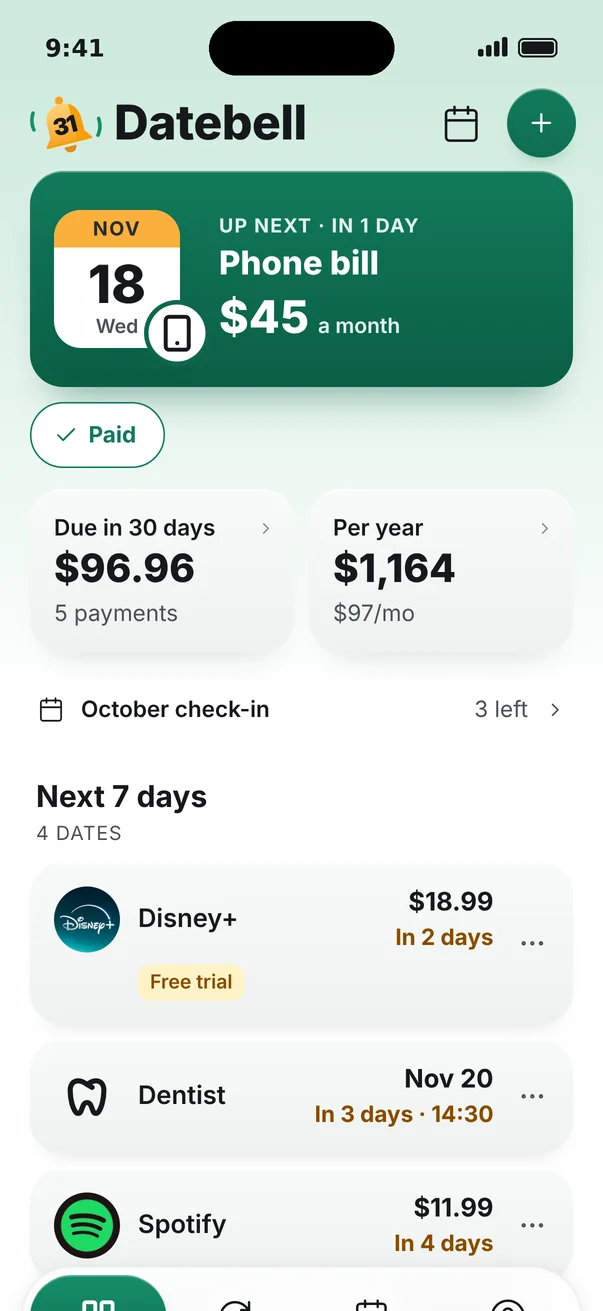 9:41
31
Datebell
NOV
18
Wed
UP NEXT · IN 1 DAY
Phone bill
$45 a month
Paid
Due in 30 days
$96.96
5 payments
Per year
$1,164
$97/mo
October check-in
3 left
Next 7 days
4 DATES
Disney+
Disney+
$18.99
In 2 days
Free trial
Dentist
Nov 20
In 3 days · 14:30
Spotify
$11.99
In 4 days